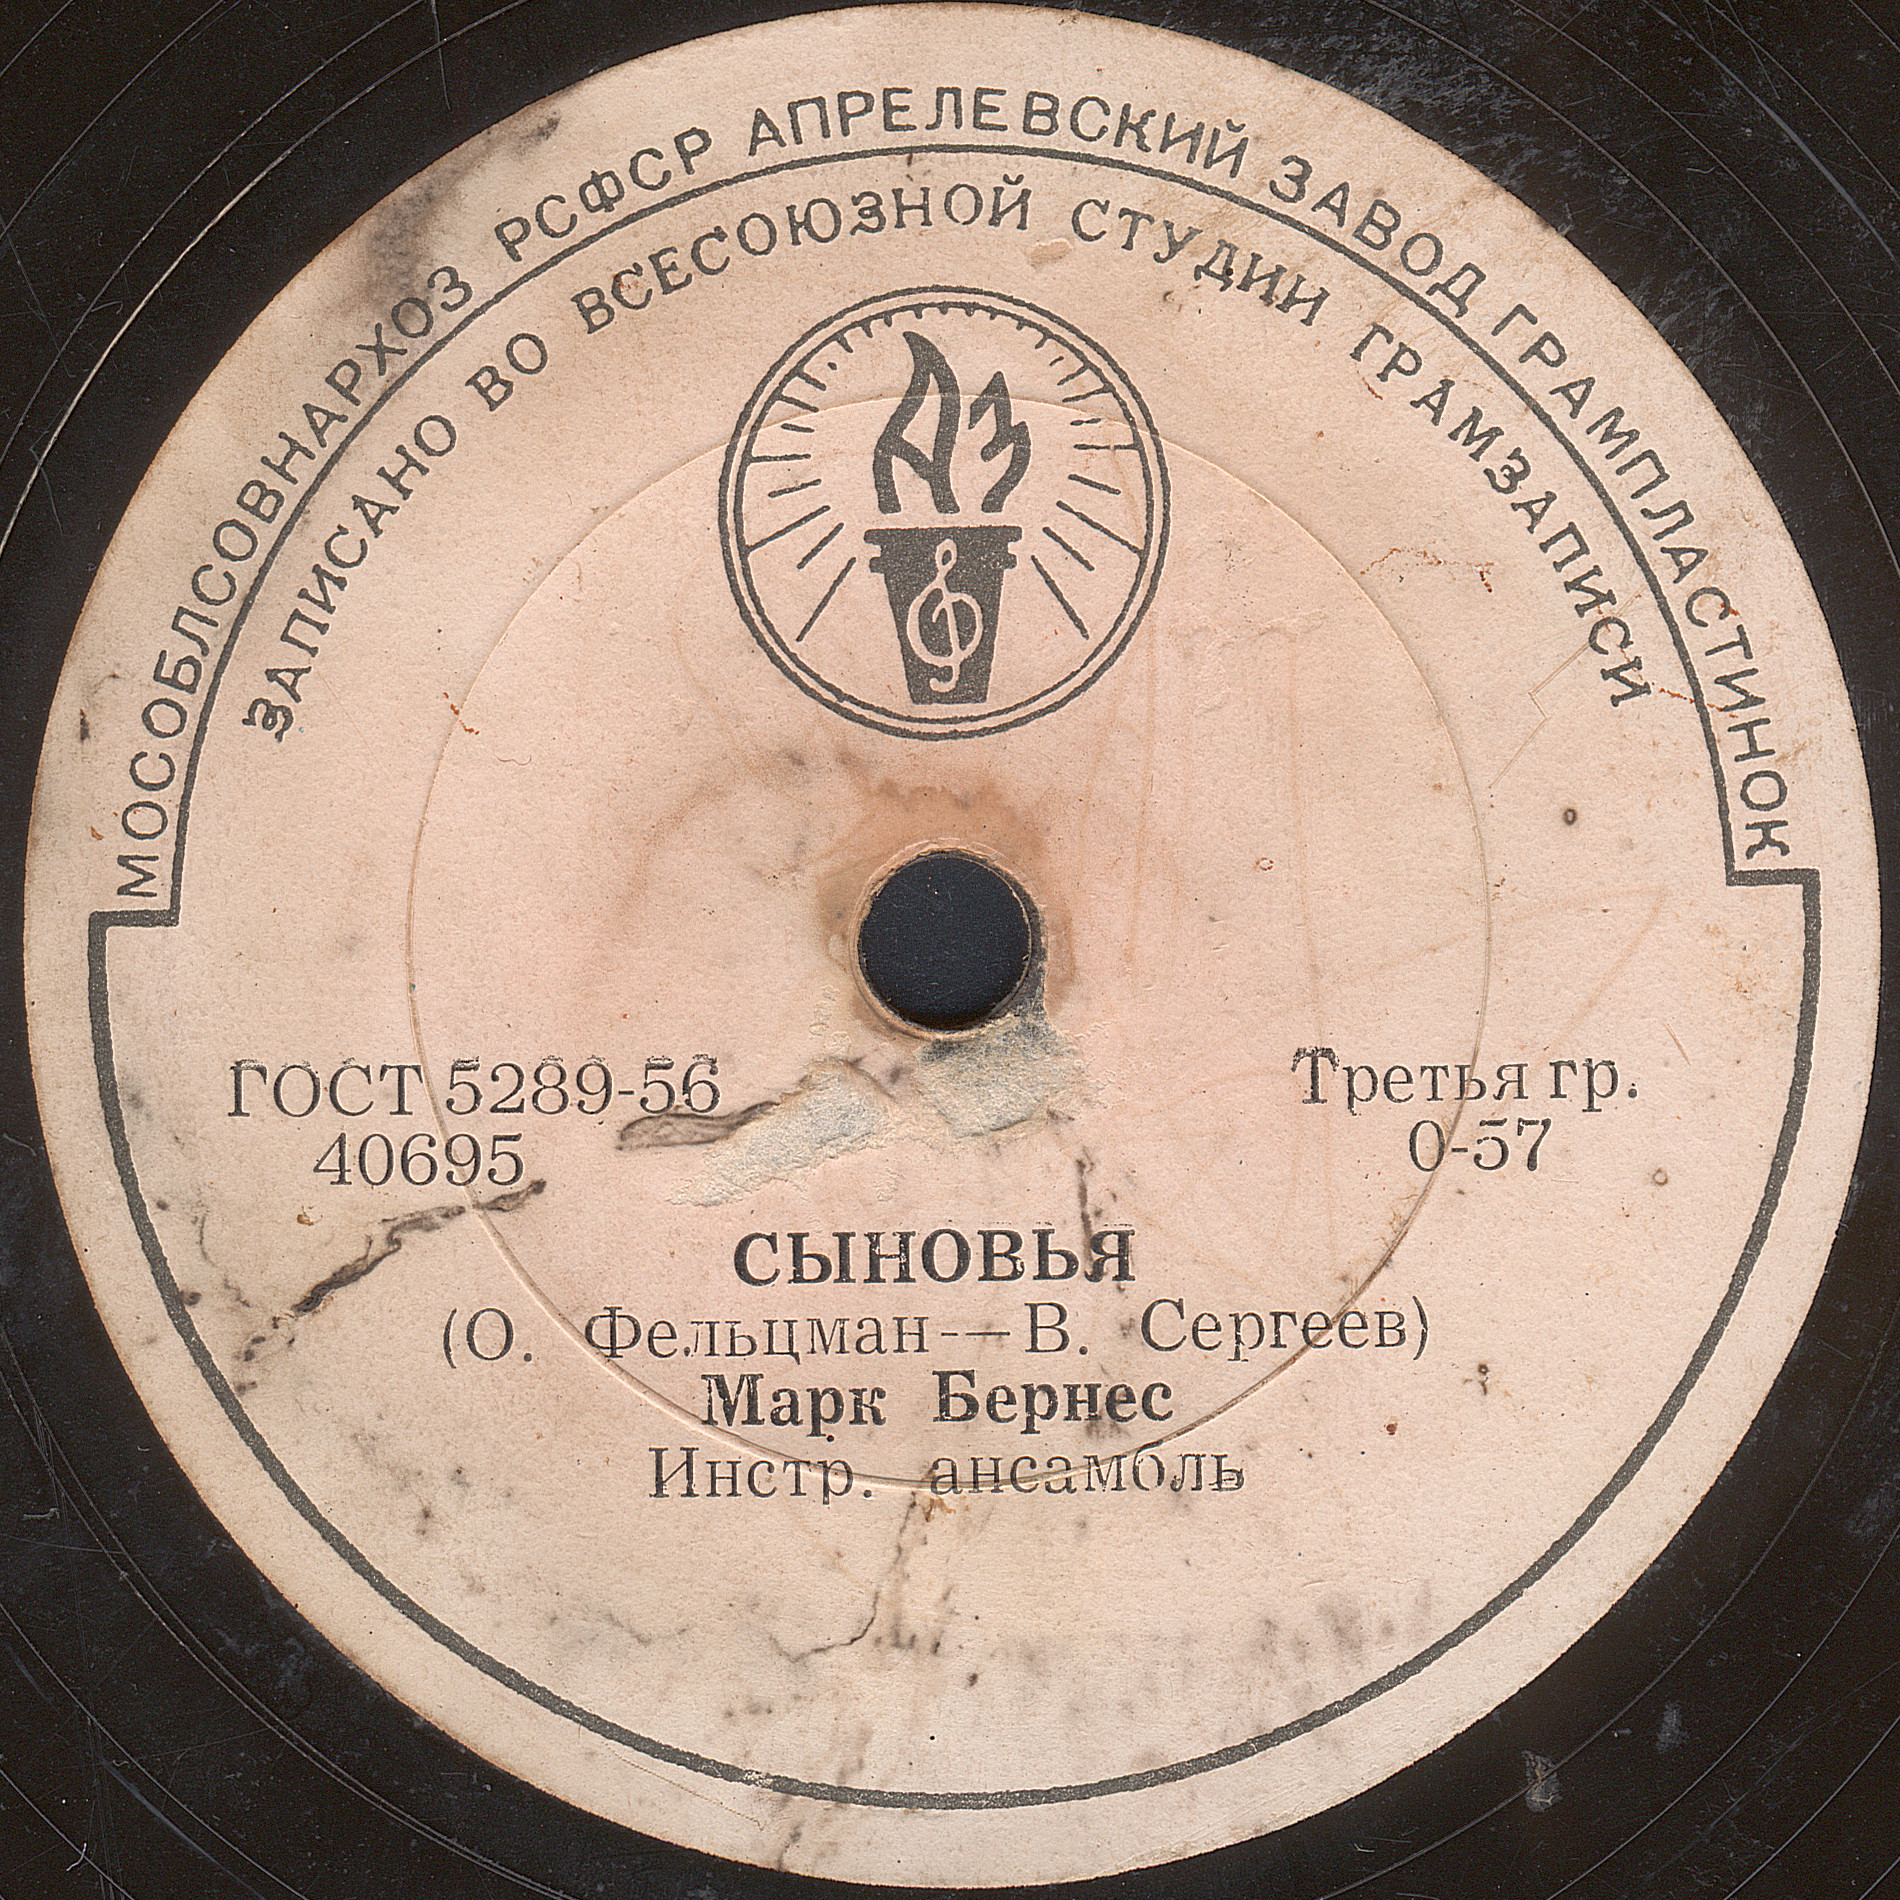 МОСОБЛСОВНАРХОЗ РСФСР АПРЕЛЕВСКИЙ ЗАВОД ГРАМПЛАСТИНОК
ЗАПИСАНО ВО ВСЕСОЮЗНОЙ СТУДИИ ГРАМЗАПИСИ
АЗ
ГОСТ 5289-56
40695
Третья гр.
0-57
СЫНОВЬЯ
(О. Фельцман--—В. Сергеев)
Марк Бернес
Инстр. ансамбль